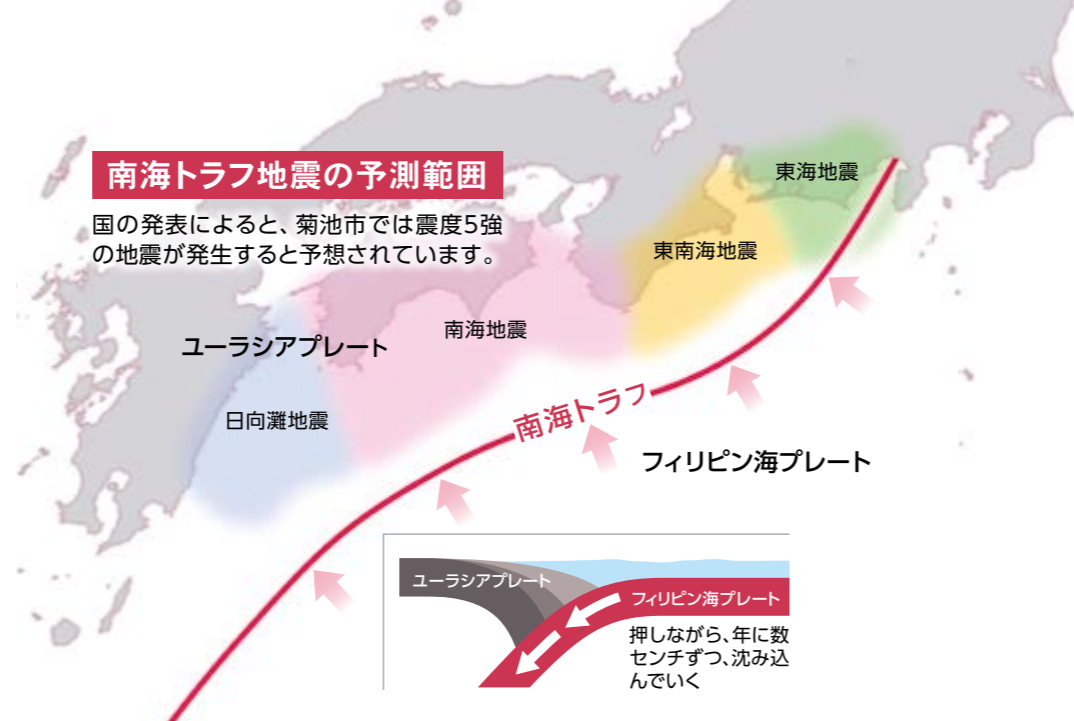 南海トラフ地震の予測範囲
国の発表によると、菊池市では震度5強
の地震が発生すると予想されています。
東海地震
東南海地震
南海地震
ユーラシアプレート
日向灘地震
南海トラフ
フィリピン海プレート
ユーラシアプレート
フィリピン海プレート
押しながら、年に数
センチずつ、沈み込
んでいく